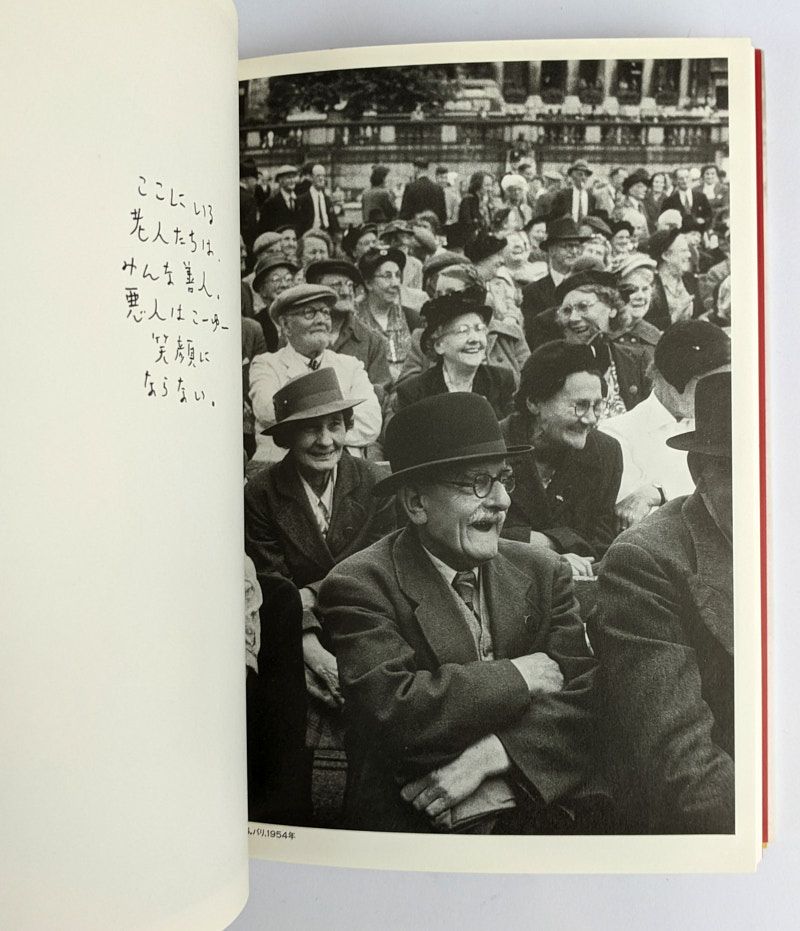 ここにいる
老人たちは、
みんな善人。
悪人はこーゆー
笑顔に
ならない。
パリ.1954年